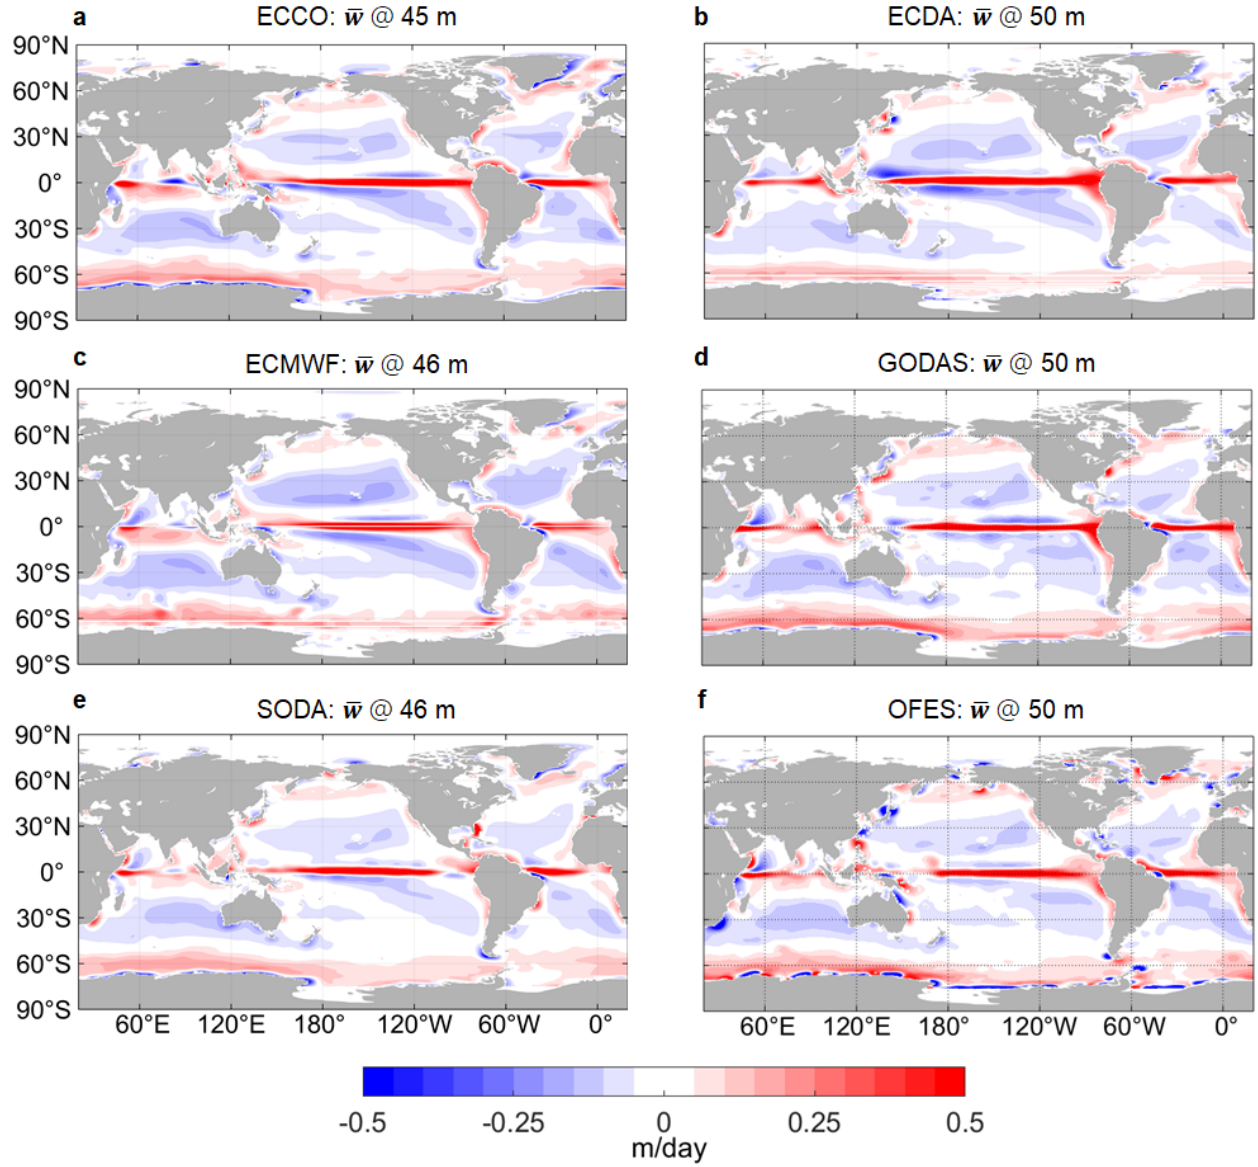 a ECCO: w̅ @ 45 m
b ECDA: w̅ @ 50 m
90°N
60°N
30°N
0°
30°S
60°S
90°S
c ECMWF: w̅ @ 46 m
d GODAS: w̅ @ 50 m
90°N
60°N
30°N
0°
30°S
60°S
90°S
e SODA: w̅ @ 46 m
f OFES: w̅ @ 50 m
90°N
60°N
30°N
0°
30°S
60°S
90°S
60°E 120°E 180° 120°W 60°W 0°
60°E 120°E 180° 120°W 60°W 0°
-0.5 -0.25 0 0.25 0.5
m/day